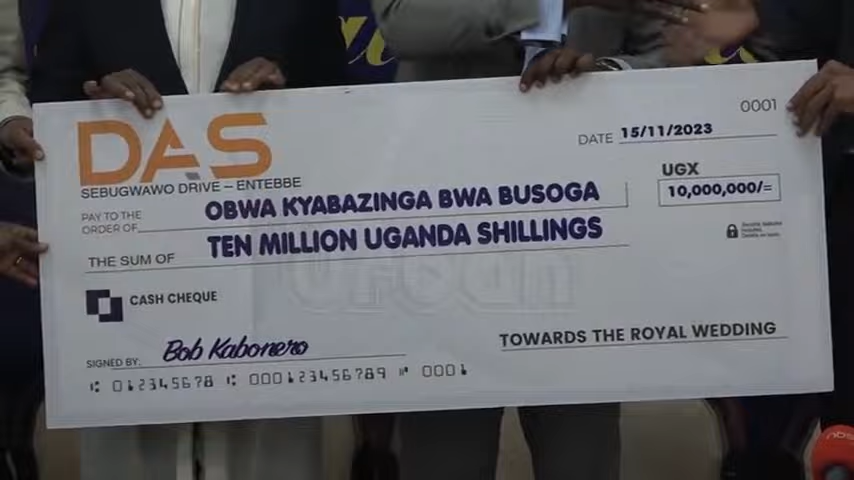 0001
DAS
DATE 15/11/2023
SEBUGWAWO DRIVE – ENTEBBE
UGX
10,000,000/=
PAY TO THE
ORDER OF OBWA KYABAZINGA BWA BUSOGA
THE SUM OF TEN MILLION UGANDA SHILLINGS
CASH CHEQUE
Urban
TOWARDS THE ROYAL WEDDING
SIGNED BY. Bob Kabonero
⑆ 012345678 ⑆ 000123456789 ⑈ 0001
nbs